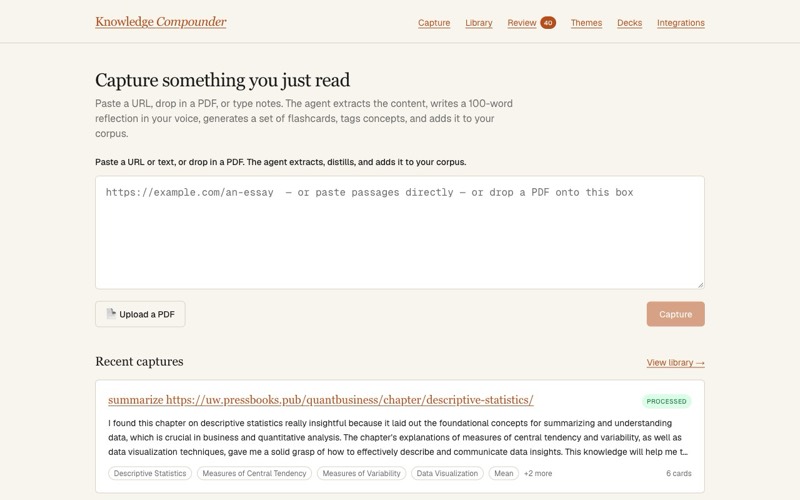 Knowledge Compounder
Capture Library Review 40 Themes Decks Integrations
Capture something you just read
Paste a URL, drop in a PDF, or type notes. The agent extracts the content, writes a 100-word
reflection in your voice, generates a set of flashcards, tags concepts, and adds it to your
corpus.
Paste a URL or text, or drop in a PDF. The agent extracts, distills, and adds it to your corpus.
https://example.com/an-essay — or paste passages directly — or drop a PDF onto this box
Upload a PDF
Capture
Recent captures
View library →
summarize https://uw.pressbooks.pub/quantbusiness/chapter/descriptive-statistics/
PROCESSED
I found this chapter on descriptive statistics really insightful because it laid out the foundational concepts for summarizing and understanding
data, which is crucial in business and quantitative analysis. The chapter's explanations of measures of central tendency and variability, as well as
data visualization techniques, gave me a solid grasp of how to effectively describe and communicate data insights. This knowledge will help me t...
Descriptive Statistics Measures of Central Tendency Measures of Variability Data Visualization Mean +2 more
6 cards